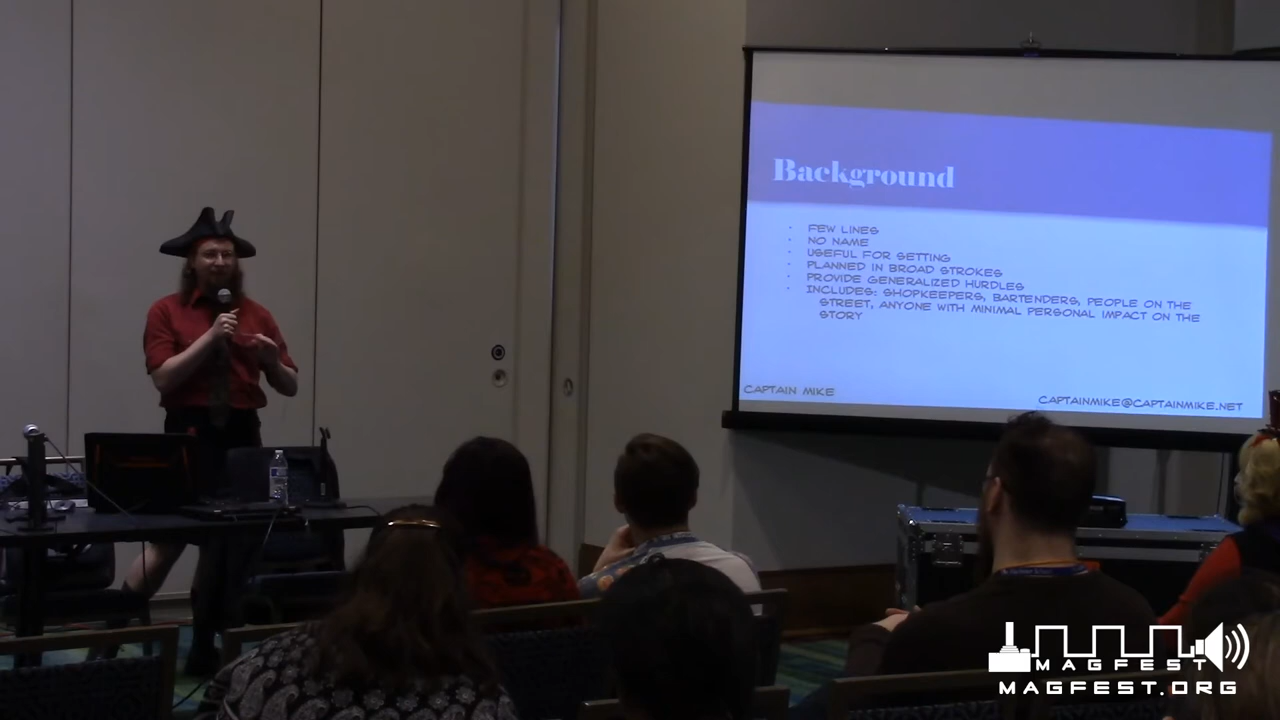 Background
FEW LINES
NO NAME
USEFUL FOR SETTING
PLANNED IN BROAD STROKES
PROVIDE GENERALIZED HURDLES
INCLUDES: SHOPKEEPERS, BARTENDERS, PEOPLE ON THE
STREET, ANYONE WITH MINIMAL PERSONAL IMPACT ON THE
STORY
CAPTAIN MIKE
CAPTAINMIKE@CAPTAINMIKE.NET
MAGFEST
MAGFEST.ORG